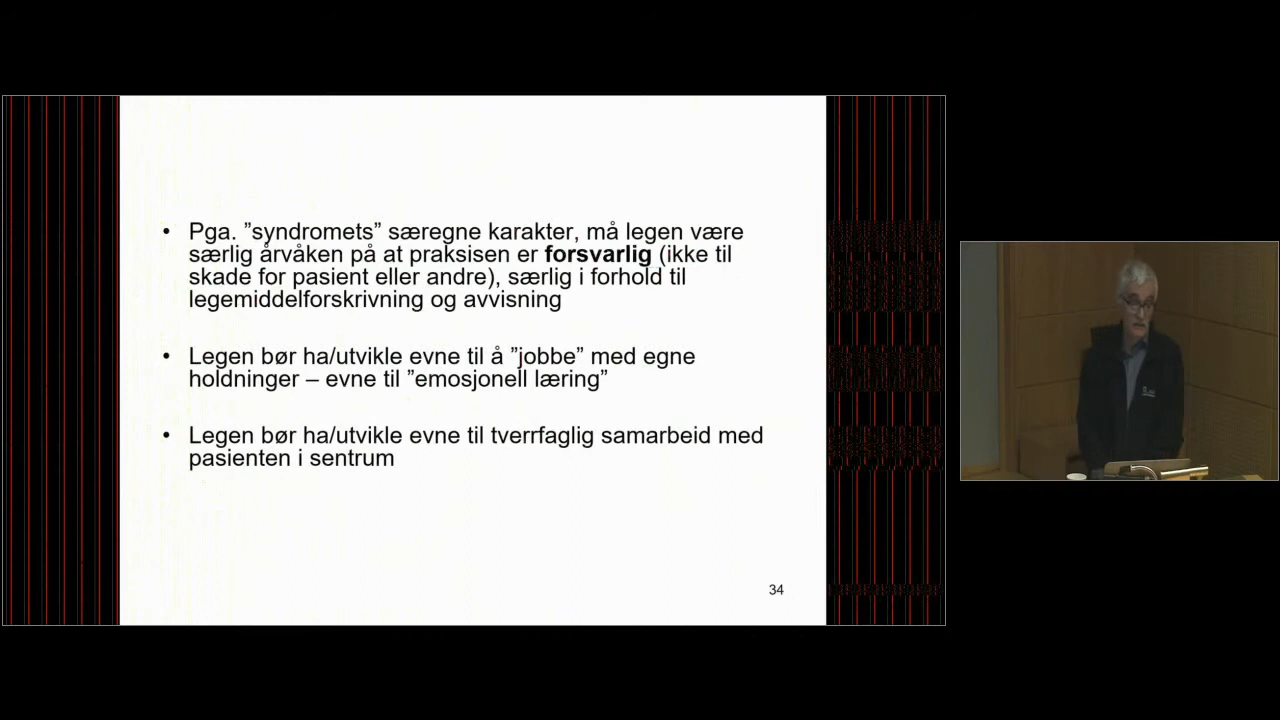 • Pga. ”syndromets” særegne karakter, må legen være
særlig årvåken på at praksisen er forsvarlig (ikke til
skade for pasient eller andre), særlig i forhold til
legemiddelforskrivning og avvisning
• Legen bør ha/utvikle evne til å ”jobbe” med egne
holdninger – evne til ”emosjonell læring”
• Legen bør ha/utvikle evne til tverrfaglig samarbeid med
pasienten i sentrum
34